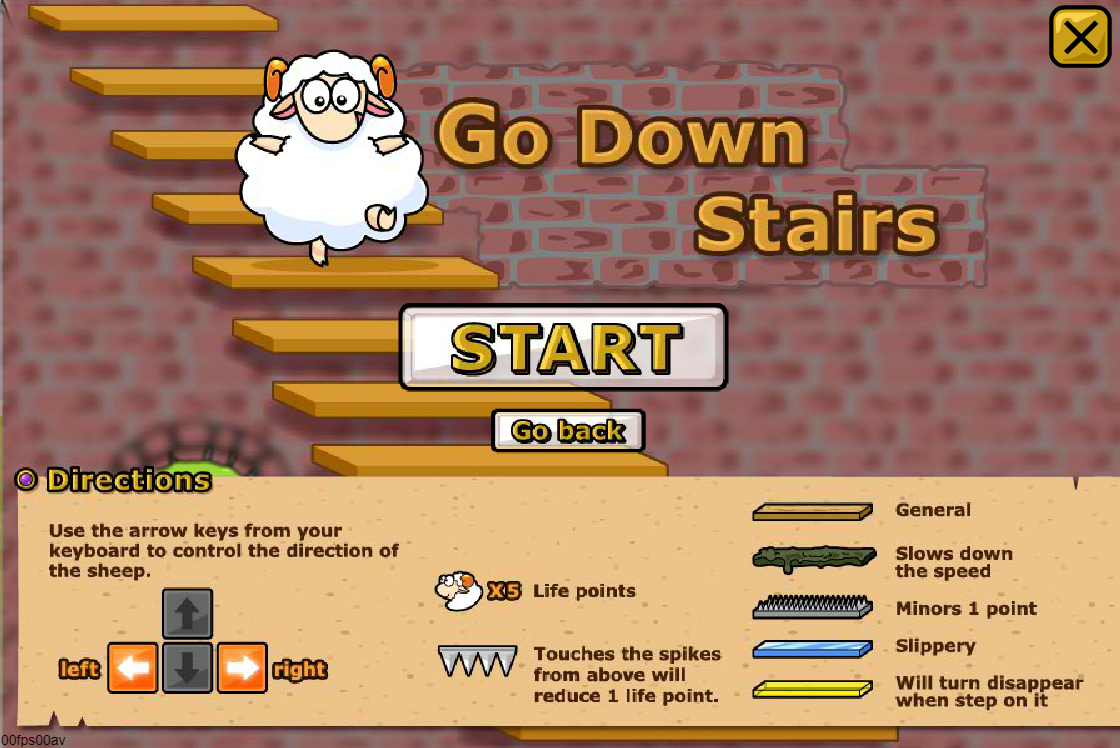 Go Down
Stairs
START
Go back
Directions
Use the arrow keys from your
keyboard to control the direction of
the sheep.
left
right
X5 Life points
Touches the spikes
from above will
reduce 1 life point.
General
Slows down
the speed
Minors 1 point
Slippery
Will turn disappear
when step on it
00fps00av